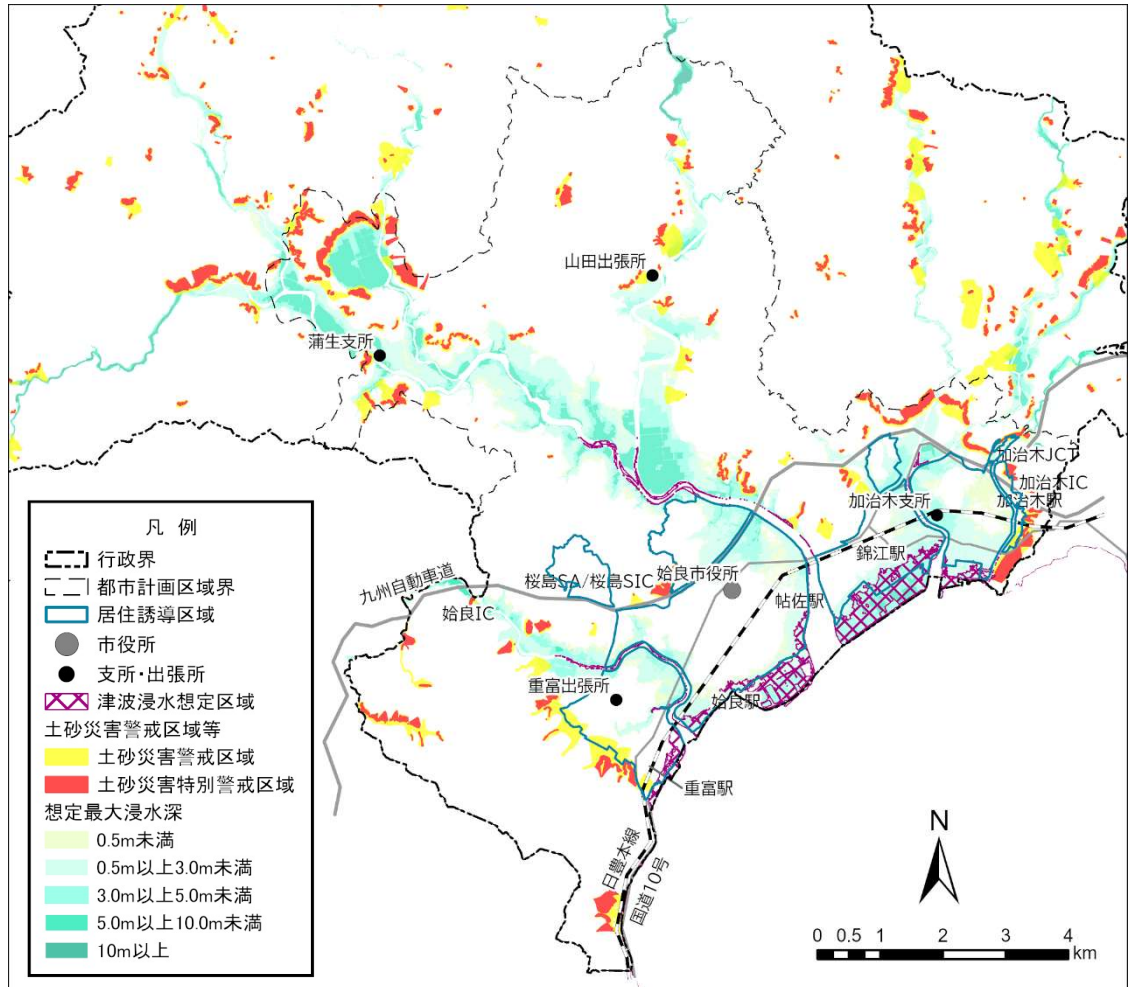 山田出張所
蒲生支所
加治木JCT
加治木IC
加治木駅
加治木支所
錦江駅
九州自動車道
桜島SA/桜島SIC
姶良市役所
姶良IC
帖佐駅
重富出張所
姶良駅
重富駅
日豊本線
国道10号
凡 例
行政界
都市計画区域界
居住誘導区域
市役所
支所・出張所
津波浸水想定区域
土砂災害警戒区域等
土砂災害警戒区域
土砂災害特別警戒区域
想定最大浸水深
0.5m未満
0.5m以上3.0m未満
3.0m以上5.0m未満
5.0m以上10.0m未満
10m以上
N
0 0.5 1 2 3 4
km